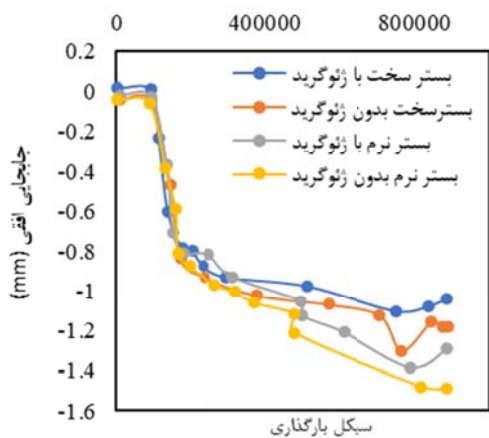 0 400000 800000
0.2
0
-0.2
-0.4
-0.6
-0.8
-1
-1.2
-1.4
-1.6
بستر سخت با ژئوگرید
بسترسخت بدون ژئوگرید
بستر نرم با ژئوگرید
بستر نرم بدون ژئوگرید
جابجایی افقی (mm)
سیکل بارگذاری